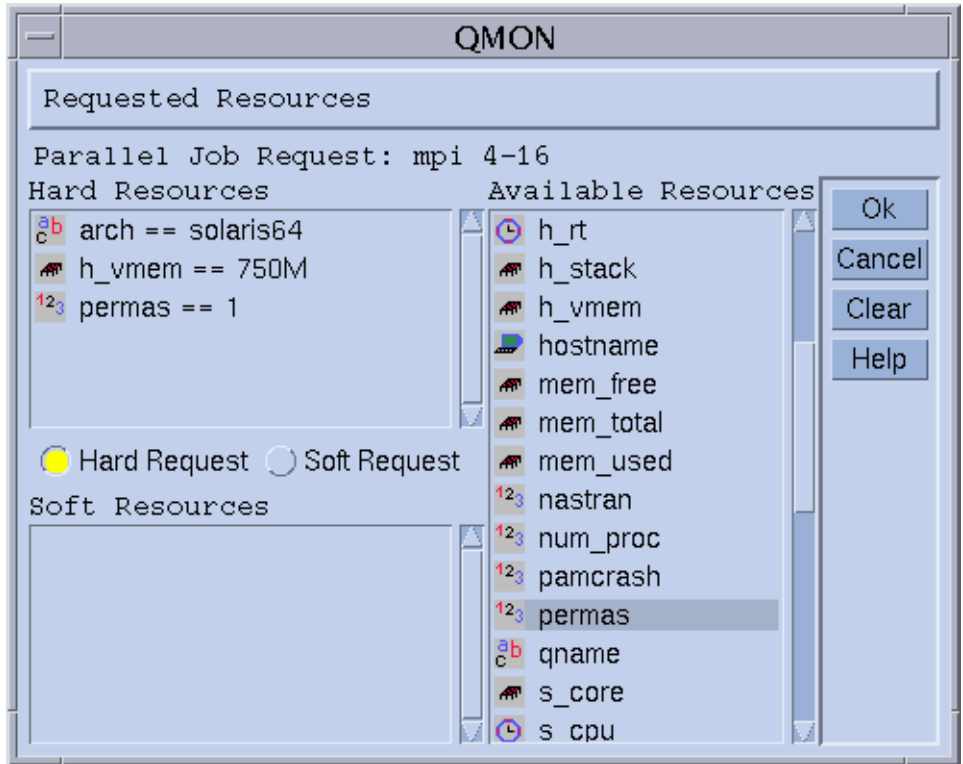 QMON
Requested Resources
Parallel Job Request: mpi 4-16
Hard Resources
arch == solaris64
h_vmem == 750M
permas == 1
Hard Request
Soft Request
Soft Resources
Available Resources
h_rt
h_stack
h_vmem
hostname
mem_free
mem_total
mem_used
nastran
num_proc
pamcrash
permas
qname
s_core
s_cpu
Ok
Cancel
Clear
Help